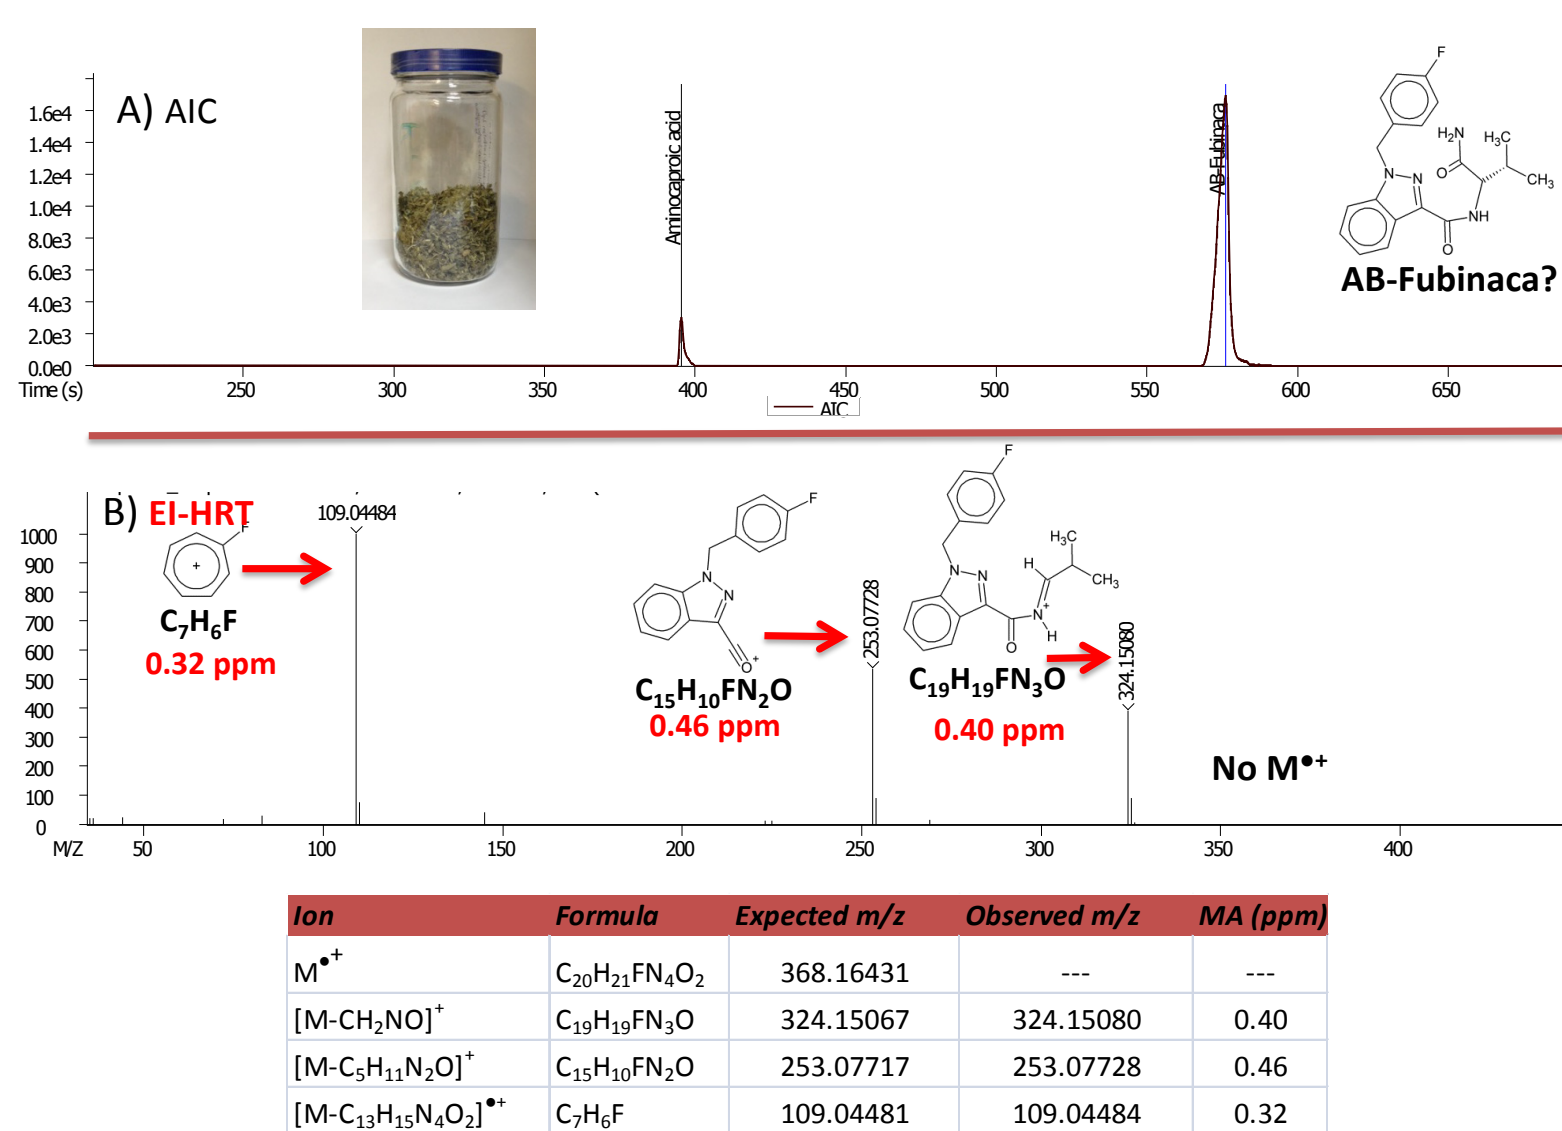 A) AIC
1.6e4
1.4e4
1.2e4
1.0e4
8.0e3
6.0e3
4.0e3
2.0e3
0.0e0
Time (s)
250
300
350
400
450
500
550
600
650
Aminocaproic acid
AB-Fubinaca
AIC
F
H2N
H3C
O
CH3
N
N
NH
O
AB-Fubinaca?
B) EI-HRT
1000
900
800
700
600
500
400
300
200
100
0
M/Z
50
100
150
200
250
300
350
400
F
+
C7H6F
0.32 ppm
109.04484
F
N
N
O+
C15H10FN2O
0.46 ppm
253.07728
F
H3C
H
CH3
N
N
N+
O
H
C19H19FN3O
0.40 ppm
324.15080
No M•+
Ion Formula Expected m/z Observed m/z MA (ppm)
M•+ C20H21FN4O2 368.16431 --- ---
[M-CH2NO]+ C19H19FN3O 324.15067 324.15080 0.40
[M-C5H11N2O]+ C15H10FN2O 253.07717 253.07728 0.46
[M-C13H15N4O2]•+ C7H6F 109.04481 109.04484 0.32